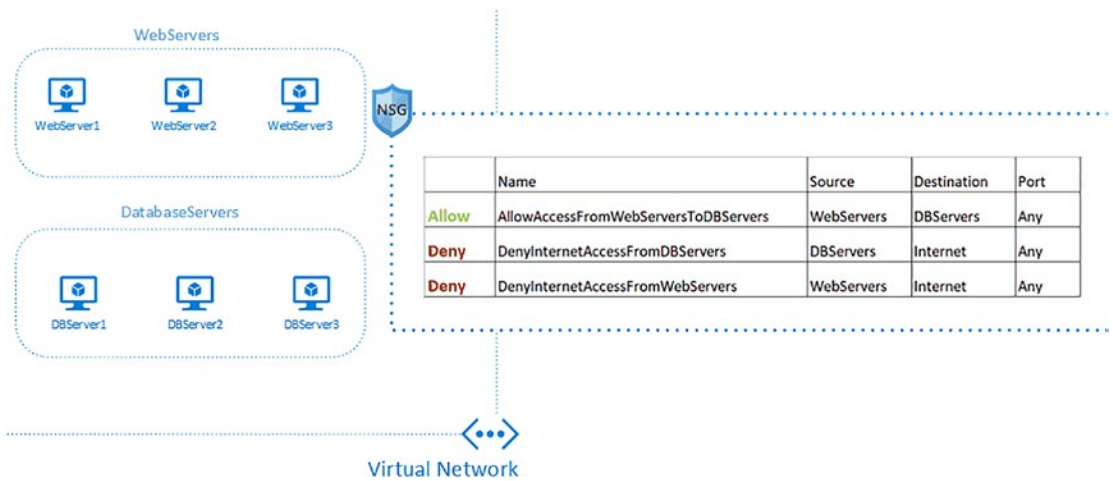 WebServers
WebServer1
WebServer2
WebServer3
NSG
Name Source Destination Port
Allow AllowAccessFromWebServersToDBServers WebServers DBServers Any
Deny DenyInternetAccessFromDBServers DBServers Internet Any
Deny DenyInternetAccessFromWebServers WebServers Internet Any
DatabaseServers
DBServer1
DBServer2
DBServer3
Virtual Network